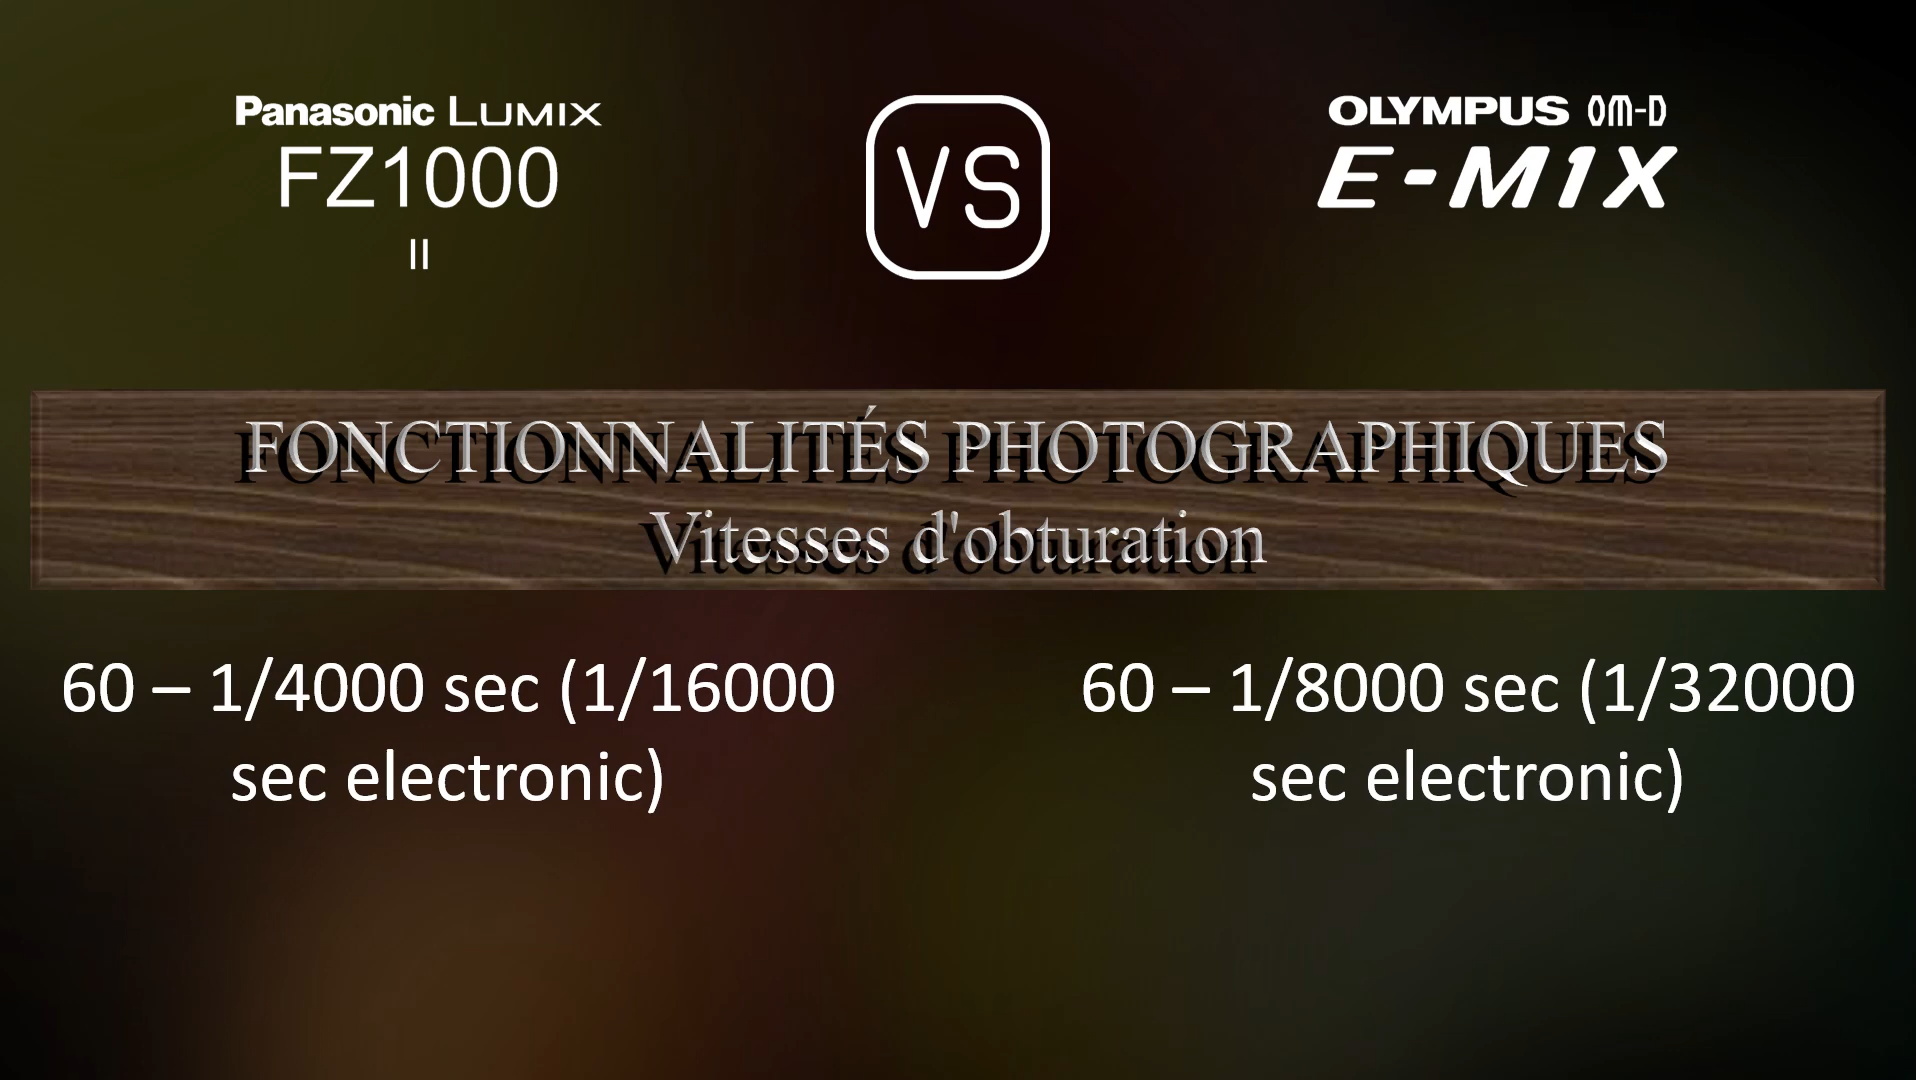 Panasonic LUMIX
FZ1000
II
VS
OLYMPUS OM-D
E-M1X
FONCTIONNALITÉS PHOTOGRAPHIQUES
Vitesses d'obturation
60 – 1/4000 sec (1/16000
sec electronic)
60 – 1/8000 sec (1/32000
sec electronic)